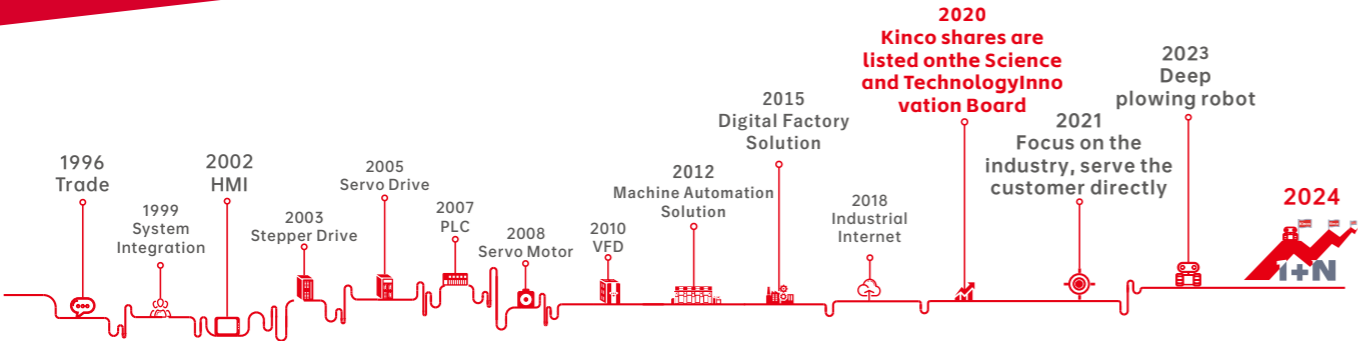 1996
Trade
1999
System
Integration
2002
HMI
2003
Stepper Drive
2005
Servo Drive
2007
PLC
2008
Servo Motor
2010
VFD
2012
Machine Automation
Solution
2015
Digital Factory
Solution
2018
Industrial
Internet
2020
Kinco shares are
listed onthe Science
and TechnologyInno
vation Board
2021
Focus on the
industry, serve the
customer directly
2023
Deep
plowing robot
2024
1+N